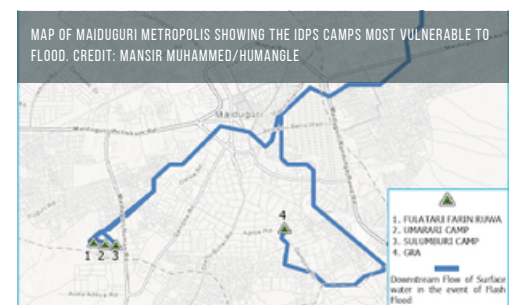 MAP OF MAIDUGURI METROPOLIS SHOWING THE IDPS CAMPS MOST VULNERABLE TO
FLOOD. CREDIT: MANSIR MUHAMMED/HUMANGLE
Maiduguri
4
1 2 3
1. FULATARI FARIN RUWA
2. UMARARI CAMP
3. SULUMBURI CAMP
4. GRA
Downstream Flow of Surface
water in the event of Flash
Flood